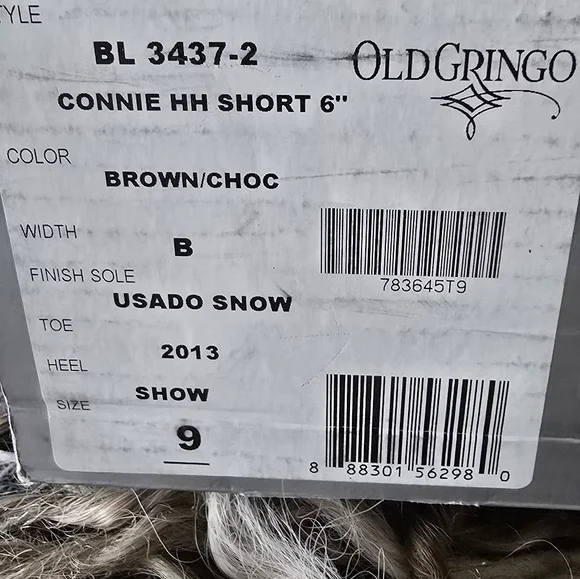 BL 3437-2
OLD GRINGO
CONNIE HH SHORT 6"
COLOR
BROWN/CHOC
WIDTH
B
FINISH SOLE
USADO SNOW
783645T9
TOE
2013
HEEL
SHOW
SIZE
9
8 88301 56298 0